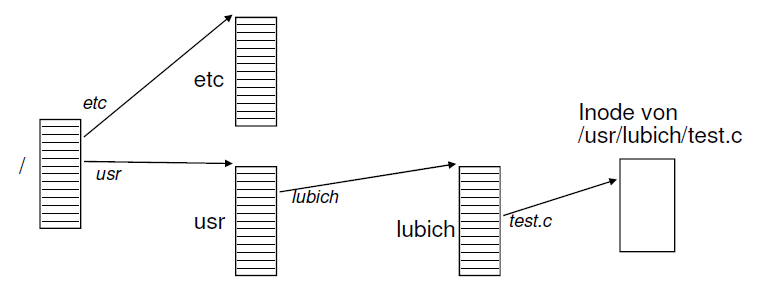 etc
etc
Inode von
/usr/lubich/test.c
/
usr
lubich
usr
lubich
test.c